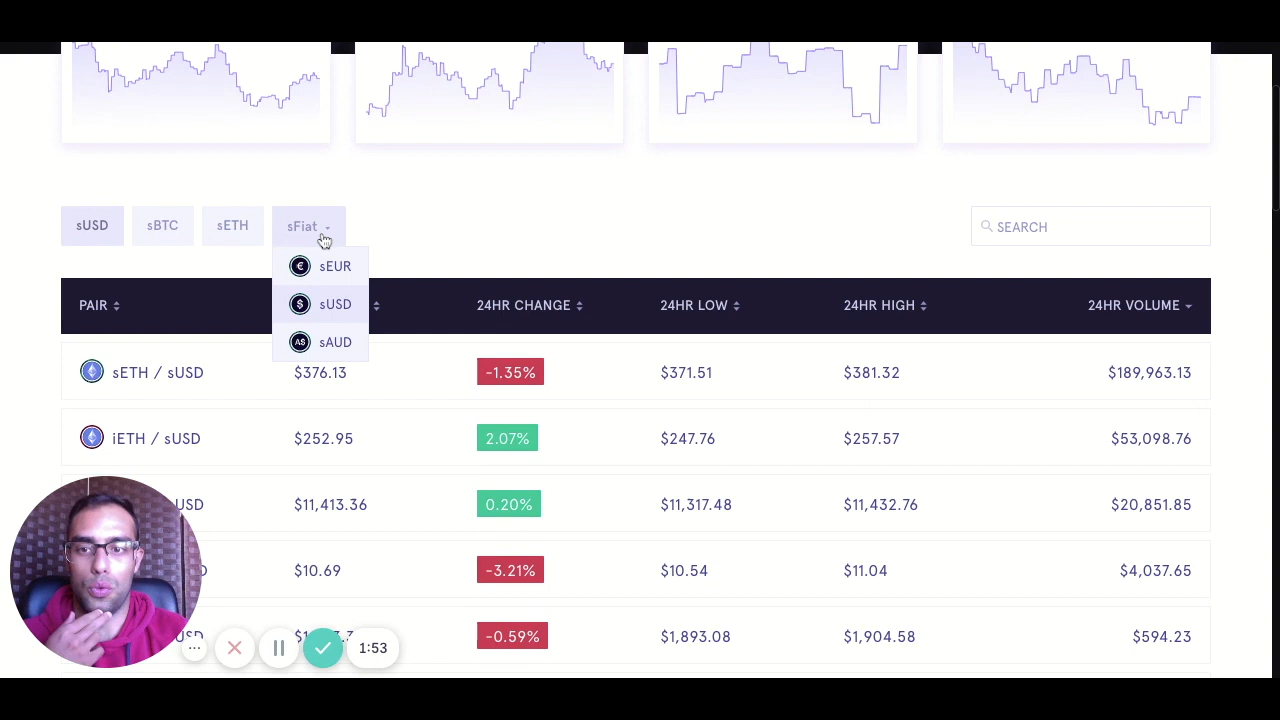 sUSD sBTC sETH sFiat SEARCH
€ sEUR
$ sUSD
A$ sAUD
PAIR 24HR CHANGE 24HR LOW 24HR HIGH 24HR VOLUME
sETH / sUSD $376.13 -1.35% $371.51 $381.32 $189,963.13
iETH / sUSD $252.95 2.07% $247.76 $257.57 $53,098.76
USD $11,413.36 0.20% $11,317.48 $11,432.76 $20,851.85
$10.69 -3.21% $10.54 $11.04 $4,037.65
USD -0.59% $1,893.08 $1,904.58 $594.23
1:53